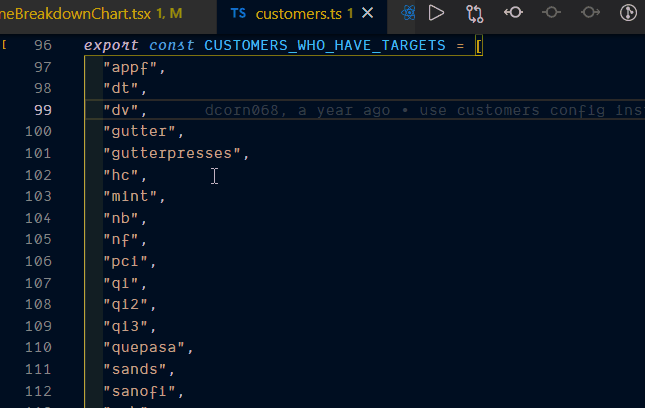 neBreakdownChart.tsx 1, M
TS customers.ts 1
96 export const CUSTOMERS_WHO_HAVE_TARGETS = [
97 "appf",
98 "dt",
99 "dv", dcorn068, a year ago • use customers config ins
100 "gutter",
101 "gutterpresses",
102 "hc",
103 "mint",
104 "nb",
105 "nf",
106 "pci",
107 "qi",
108 "qi2",
109 "qi3",
110 "quepasa",
111 "sands",
112 "sanofi",